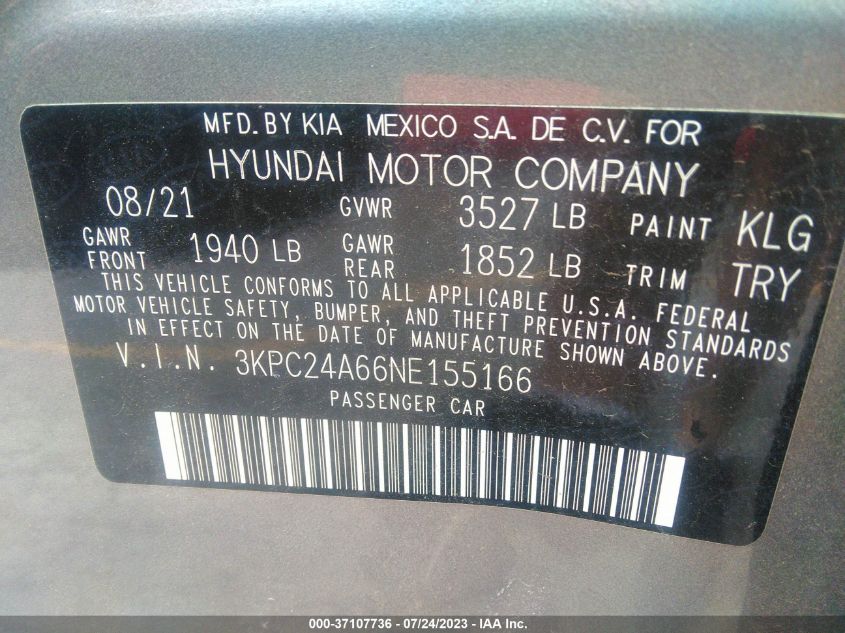 MFD. BY KIA MEXICO S.A. DE C.V. FOR
HYUNDAI MOTOR COMPANY
08/21 GVWR 3527 LB PAINT KLG
GAWR FRONT 1940 LB GAWR REAR 1852 LB TRIM TRY
THIS VEHICLE CONFORMS TO ALL APPLICABLE U.S.A. FEDERAL
MOTOR VEHICLE SAFETY, BUMPER, AND THEFT PREVENTION STANDARDS
IN EFFECT ON THE DATE OF MANUFACTURE SHOWN ABOVE.
V.I.N. 3KPC24A66NE155166
PASSENGER CAR
000-37107736 - 07/24/2023 - IAA Inc.